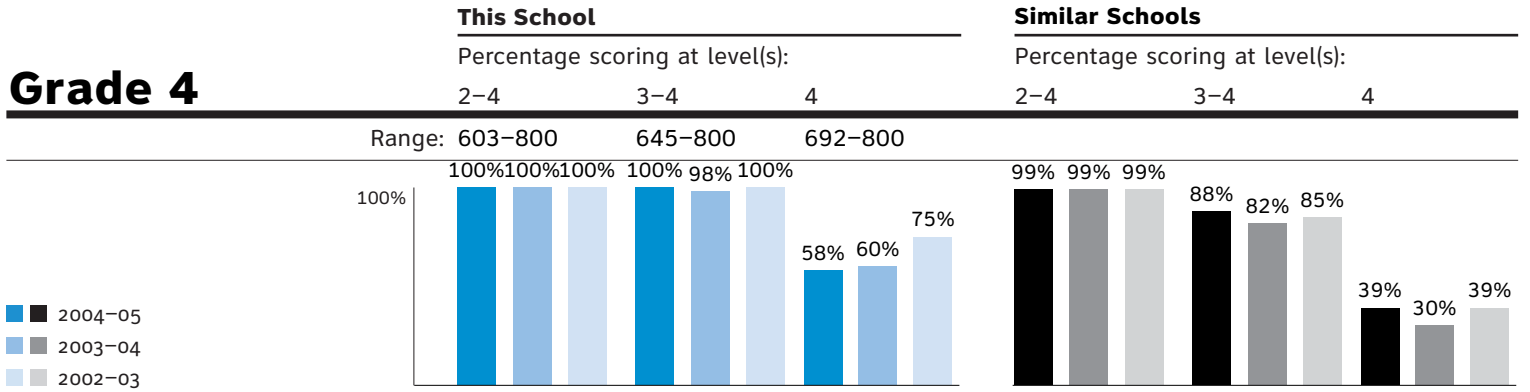 This School
Similar Schools
Percentage scoring at level(s):
Percentage scoring at level(s):
Grade 4
2–4 3–4 4
2–4 3–4 4
Range: 603–800 645–800 692–800
100% 100% 100% 100% 98% 100% 58% 60% 75%
99% 99% 99% 88% 82% 85% 39% 30% 39%
100%
2004–05
2003–04
2002–03